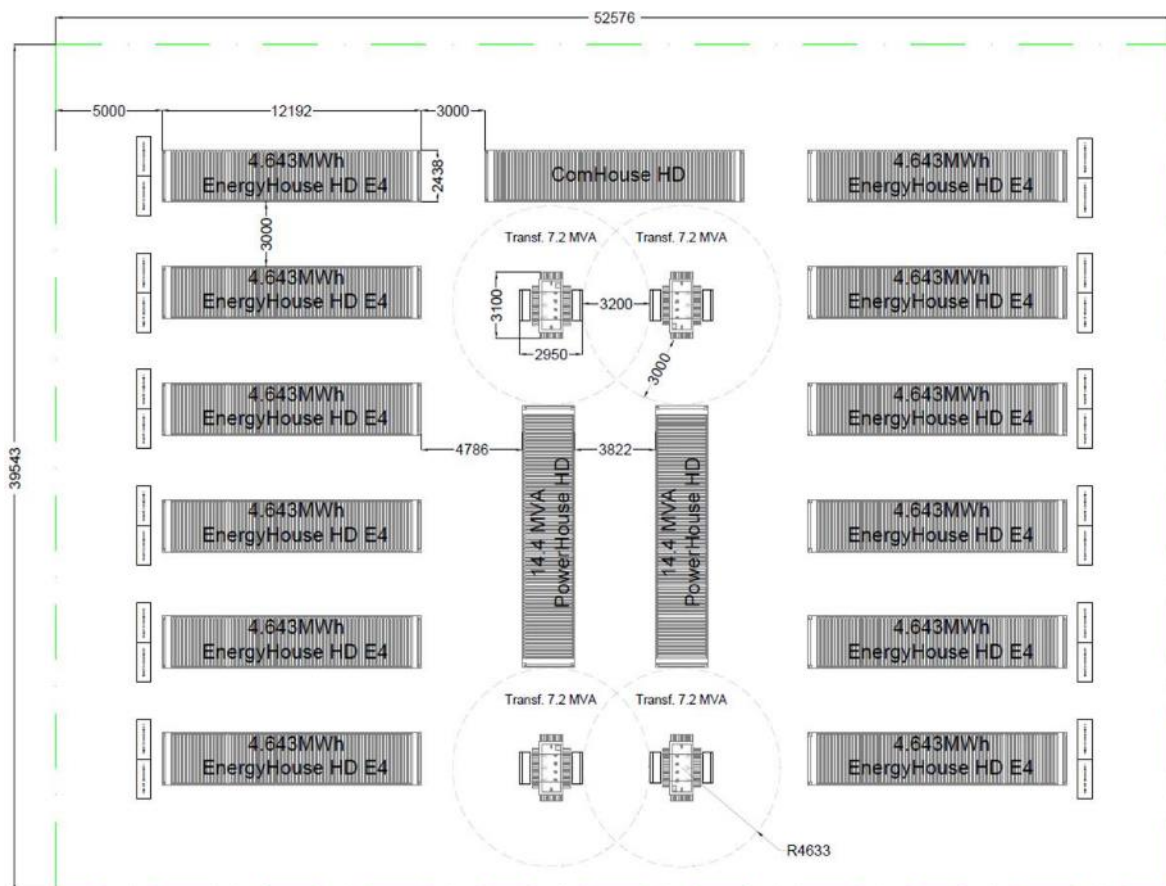 52576
5000
12192
3000
4.643MWh
EnergyHouse HD E4
2438
ComHouse HD
4.643MWh
EnergyHouse HD E4
3000
Transf. 7.2 MVA
Transf. 7.2 MVA
4.643MWh
EnergyHouse HD E4
3100
2950
3200
3000
4.643MWh
EnergyHouse HD E4
4.643MWh
EnergyHouse HD E4
4.643MWh
EnergyHouse HD E4
39543
4786
3822
14.4 MVA
PowerHouse HD
14.4 MVA
PowerHouse HD
4.643MWh
EnergyHouse HD E4
4.643MWh
EnergyHouse HD E4
4.643MWh
EnergyHouse HD E4
4.643MWh
EnergyHouse HD E4
Transf. 7.2 MVA
Transf. 7.2 MVA
4.643MWh
EnergyHouse HD E4
4.643MWh
EnergyHouse HD E4
R4633